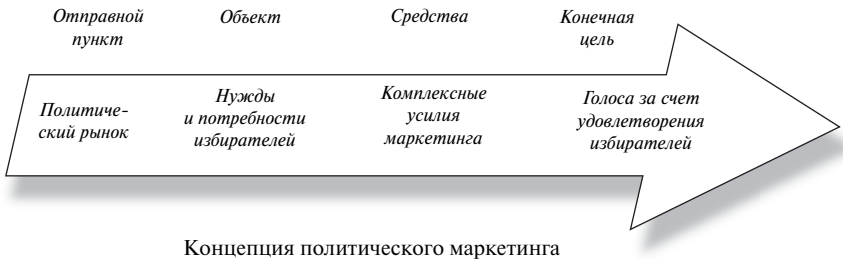 Отправной
пункт
Объект
Средства
Конечная
цель
Политиче-
ский рынок
Нужды
и потребности
избирателей
Комплексные
усилия
маркетинга
Голоса за счет
удовлетворения
избирателей
Концепция политического маркетинга